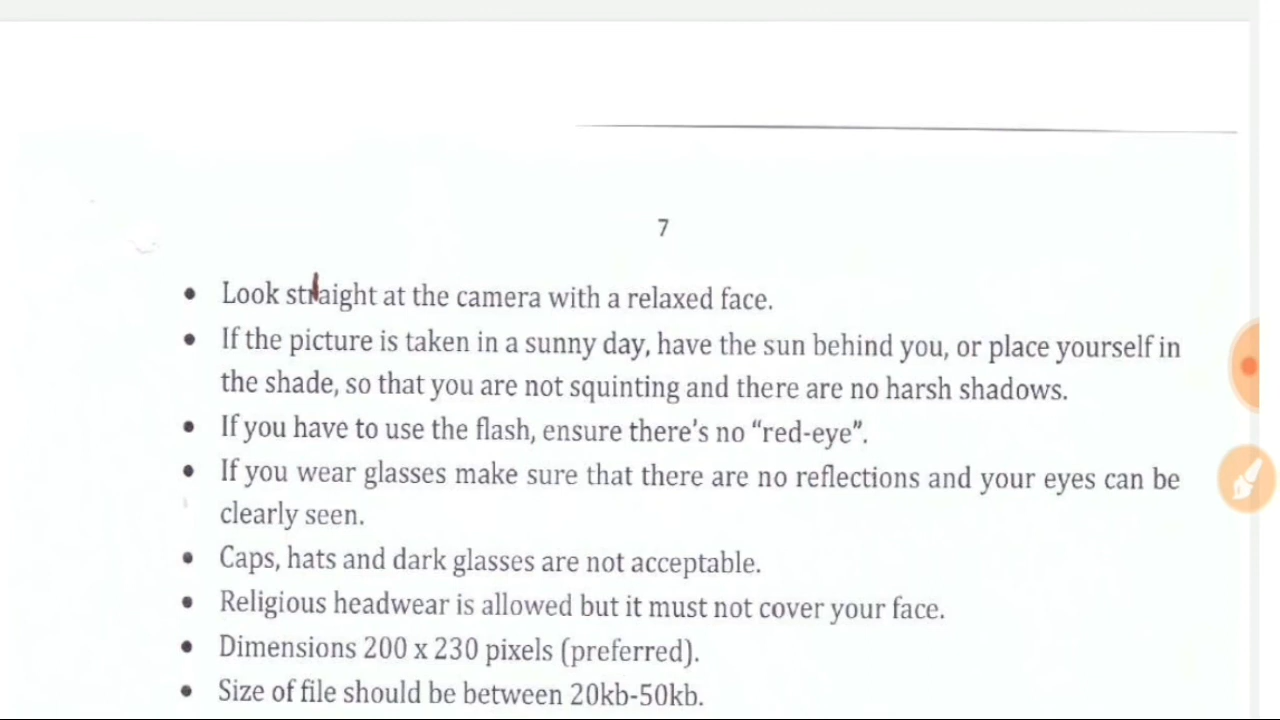 7
• Look straight at the camera with a relaxed face.
• If the picture is taken in a sunny day, have the sun behind you, or place yourself in
the shade, so that you are not squinting and there are no harsh shadows.
• If you have to use the flash, ensure there's no “red-eye”.
• If you wear glasses make sure that there are no reflections and your eyes can be
clearly seen.
• Caps, hats and dark glasses are not acceptable.
• Religious headwear is allowed but it must not cover your face.
• Dimensions 200 x 230 pixels (preferred).
• Size of file should be between 20kb-50kb.